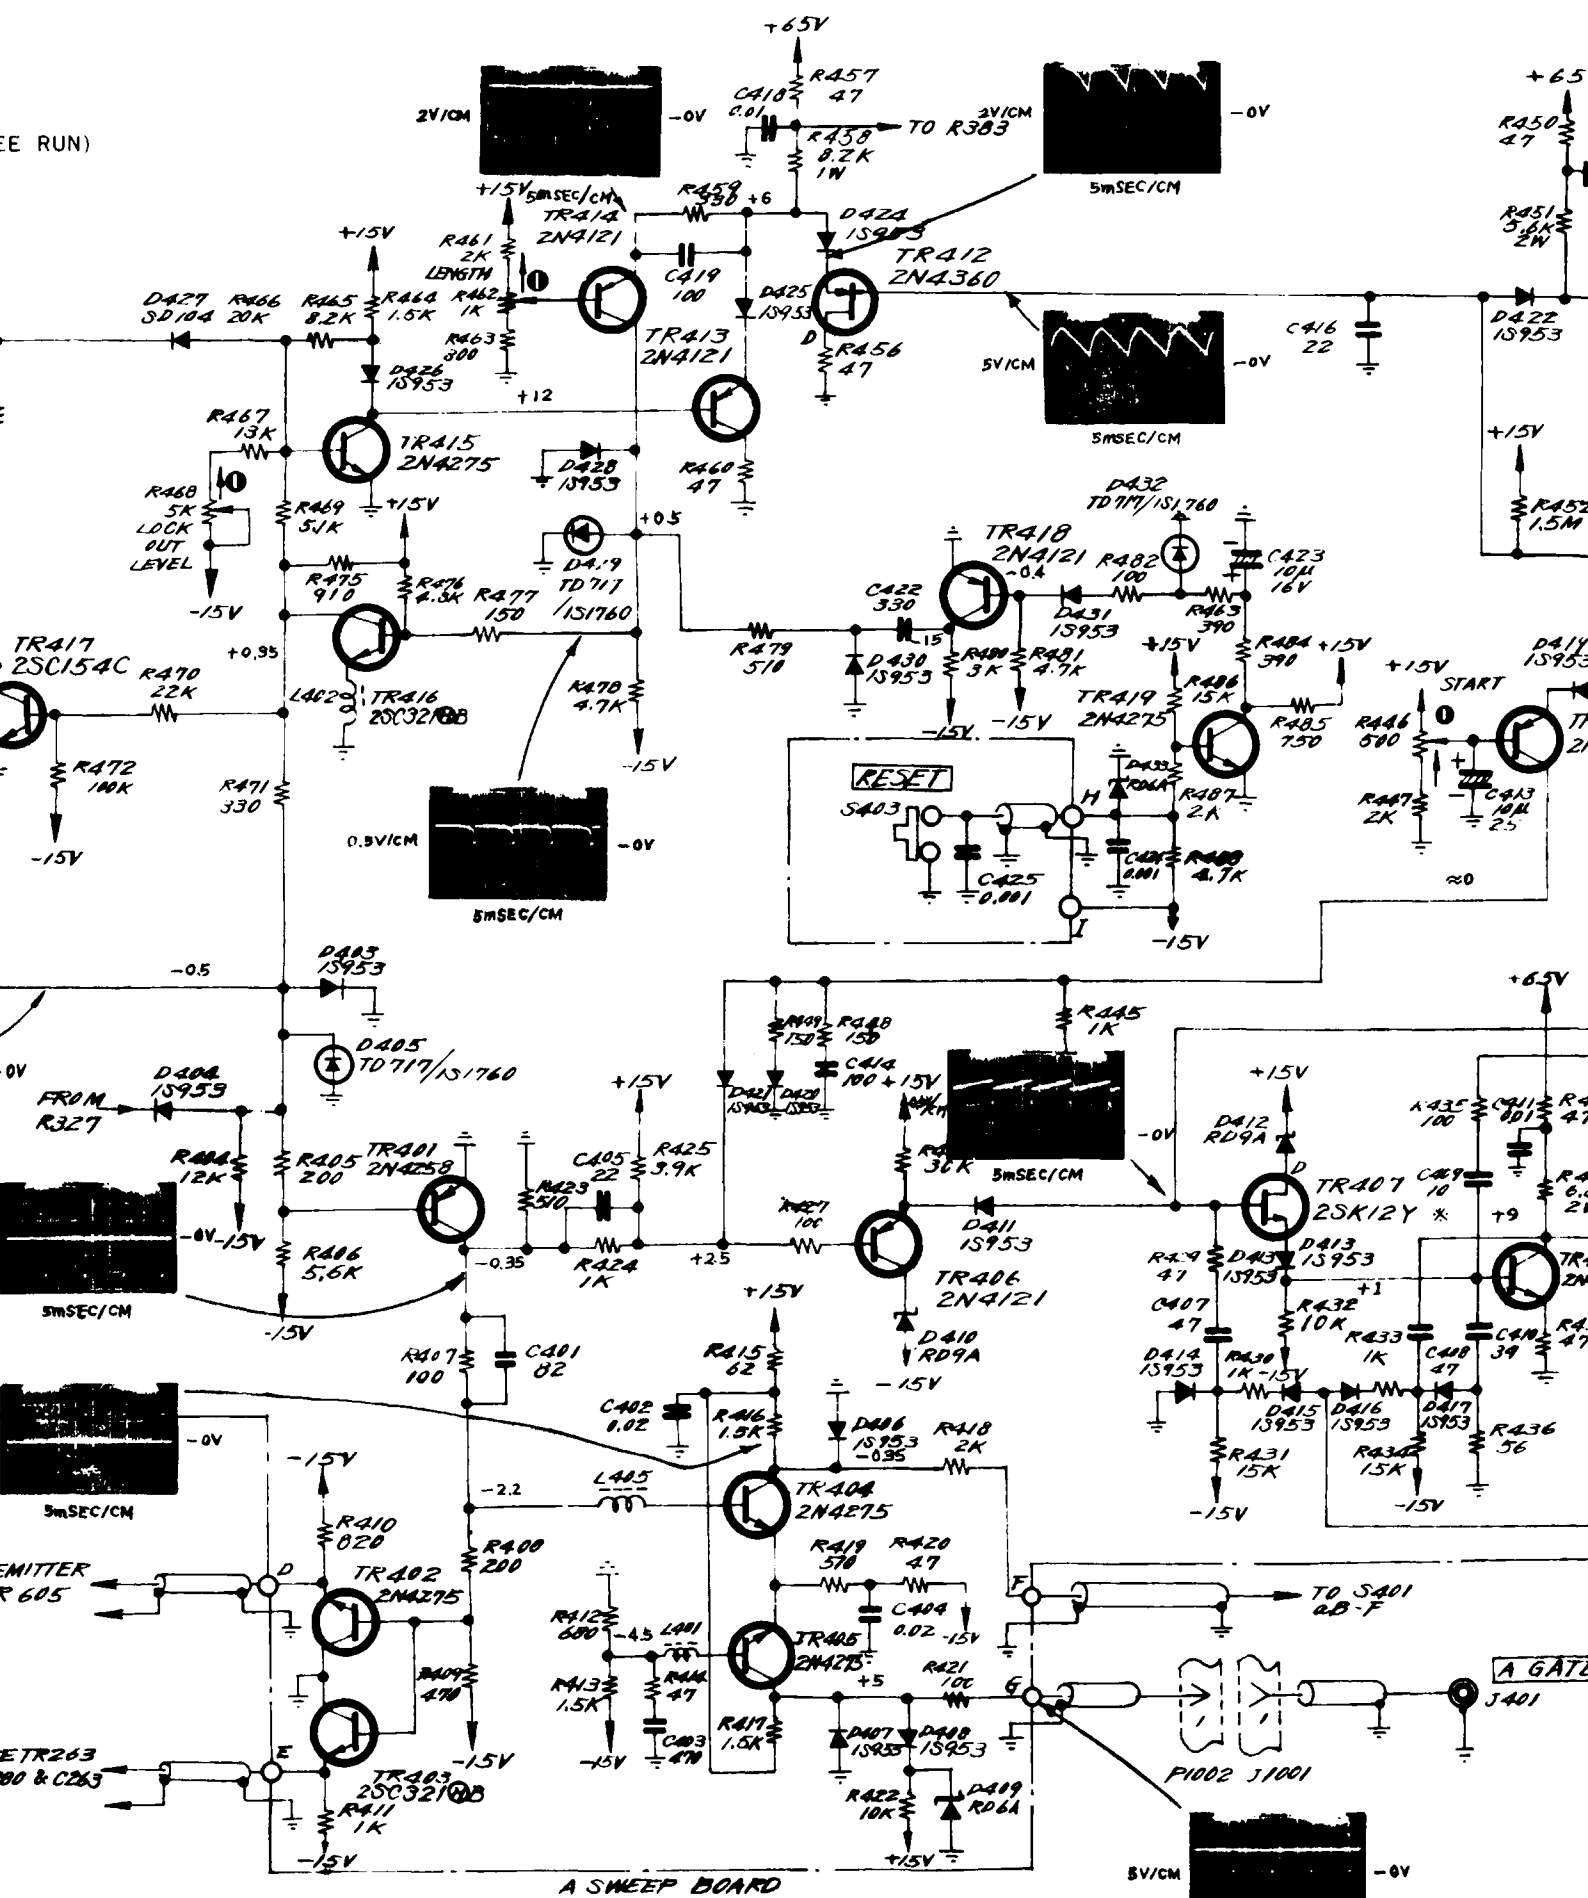 +65V
R457
47
C418
0.01
TO R383
R458
8.2K
1W
2V/CM
-0V
5mSEC/CM
2V/CM
-0V
5mSEC/CM
+65
R450
47
R451
5.6K
2W
EE RUN)
+15V
R459
330
+6
TR414
2N4121
D424
1S953
TR412
2N4360
+15V
R461
2K
LENGTH
R462
1K
R463
C419
100
D425
1S953
D427
SD104
R466
20K
R465
8.2K
R464
1.5K
TR413
2N4121
D
R456
47
5V/CM
-0V
5mSEC/CM
C416
22
D422
1S953
D426
1S953
+12
R467
13K
TR415
2N4275
D428
1S953
R460
47
+15V
R468
5K
LOCK
OUT
LEVEL
-15V
R469
5.1K
+15V
R475
910
R476
R477
150
TD717
/1S1760
+0.5
D432
TD717/1S1760
TR418
2N4121
-0.4
R482
100
C423
10µ
16V
R452
1.5M
C422
330
D431
1S953
R463
390
TR417
2SC154C
+0.95
R470
22K
L402
TR416
R478
4.7K
-15V
R479
510
D430
1S953
-15
R480
3K
-15V
R481
4.7K
-15V
+15V
R484
390
+15V
R486
15K
TR419
2N4275
R485
750
+15V
START
R446
500
D419
1S953
R472
100K
-15V
R471
330
0.5V/CM
-0V
5mSEC/CM
RESET
S403
H
D433
RD6A
R487
2K
C425
0.001
0.001
R488
4.7K
I
-15V
R447
2K
C413
10µ
25
≈0
-0.5
D403
1S953
D405
TD717/1S1760
-0V
D404
1S953
FROM
R327
+15V
R449
150
R448
150
C414
100
D421
1S953
D420
1S953
+15V
R445
1K
-0V
5mSEC/CM
+65V
+15V
D412
RD9A
R435
100
C411
R404
12K
-15V
R405
200
TR401
2N4258
R423
510
C405
22
R425
3.9K
36K
R427
100
D
TR407
2SK12Y *
C409
10
+9
-0V
5mSEC/CM
R406
5.6K
-15V
-0.35
R424
1K
+2.5
D411
1S953
TR406
2N4121
R429
47
D413
1S953
D413
1S953
+1
+15V
R407
100
C401
82
R415
62
D410
RD9A
-15V
C407
47
R432
10K
-15V
R433
1K
C408
47
C410
39
D414
1S953
R430
1K
D415
1S953
D416
1S953
D417
1S953
C402
0.02
R416
1.5K
D406
1S953
-0.35
R418
2K
R431
15K
-15V
R434
15K
-15V
R436
56
-0V
5mSEC/CM
-15V
-2.2
L405
TR404
2N4275
R410
820
EMITTER
R 605
D
TR402
2N4275
R408
200
R419
510
R420
47
C404
0.02
-15V
F
TO S401
aB-F
R412
680
-4.5
L401
TR405
2N4275
R409
470
-15V
R413
1.5K
-15V
R414
47
C403
470
R417
1.5K
+5
R421
100
G
A GATE
J401
D407
1S953
D408
1S953
P1002 J1001
E TR263
80 & C263
E
TR403
R411
1K
-15V
R422
10K
+15V
D409
RD6A
5V/CM
-0V
A SWEEP BOARD